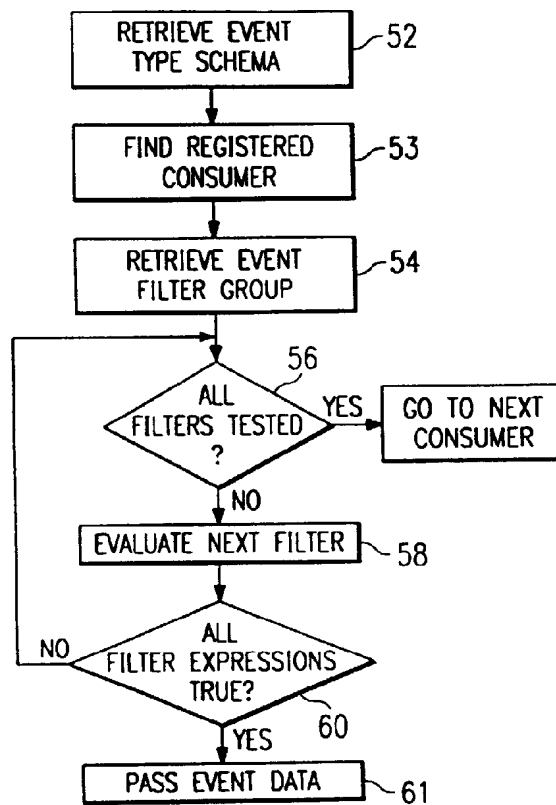 RETRIEVE EVENT
TYPE SCHEMA
52
FIND REGISTERED
CONSUMER
53
RETRIEVE EVENT
FILTER GROUP
54
56
ALL
FILTERS TESTED
?
YES
GO TO NEXT
CONSUMER
NO
EVALUATE NEXT FILTER
58
NO
ALL
FILTER EXPRESSIONS
TRUE?
60
YES
PASS EVENT DATA
61